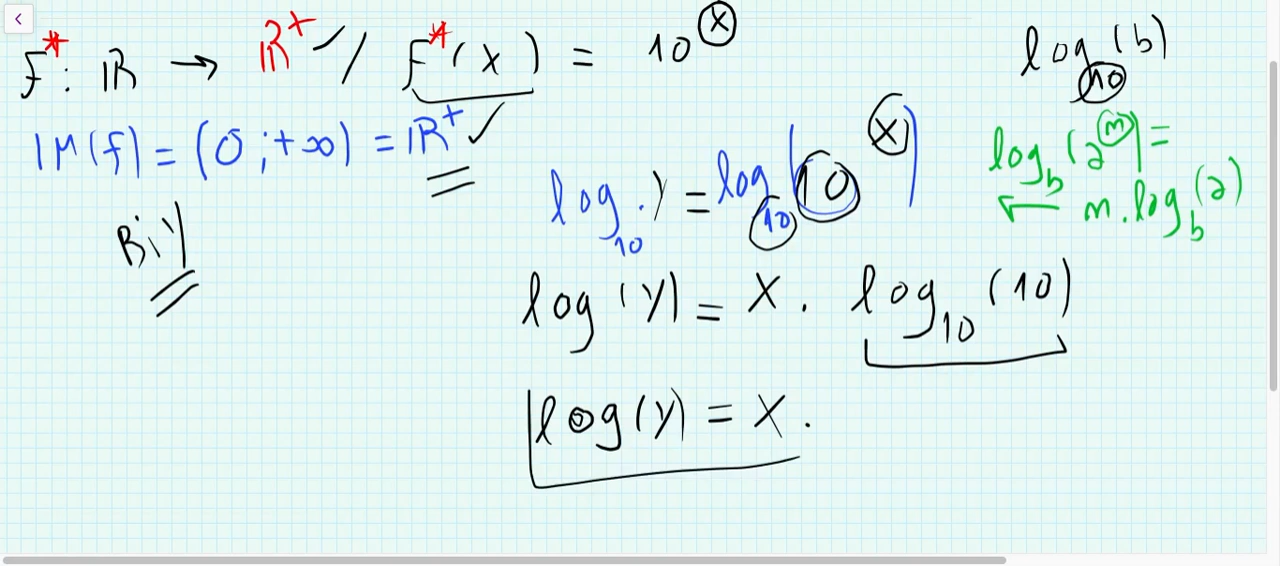 F*: ℝ → ℝ⁺ ✓ / F*(x) = 10^x
log₁₀(b)
IM(f) = (0 ; +∞) = ℝ⁺ ✓
log_b(a^m) =
m . log_b(a)
log₁₀ . y = log₁₀(10^x)
BiY
log(y) = x . log₁₀(10)
log(y) = x .